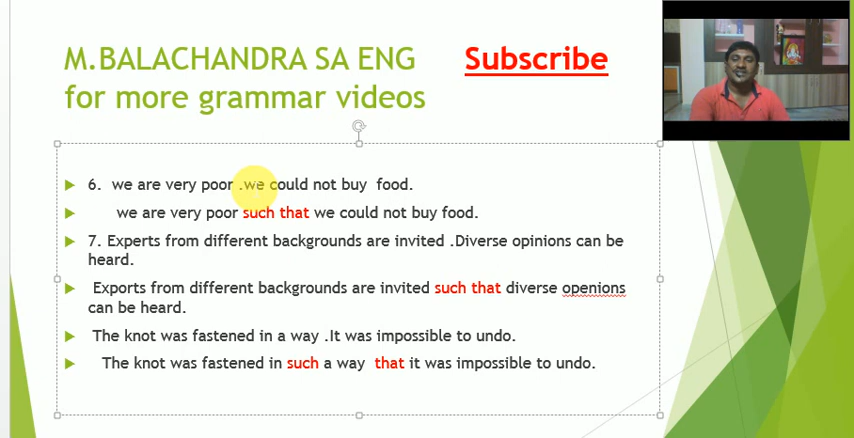 M.BALACHANDRA SA ENG Subscribe
for more grammar videos
6. we are very poor .we could not buy food.
we are very poor such that we could not buy food.
7. Experts from different backgrounds are invited .Diverse opinions can be
heard.
Exports from different backgrounds are invited such that diverse openions
can be heard.
The knot was fastened in a way .It was impossible to undo.
The knot was fastened in such a way that it was impossible to undo.